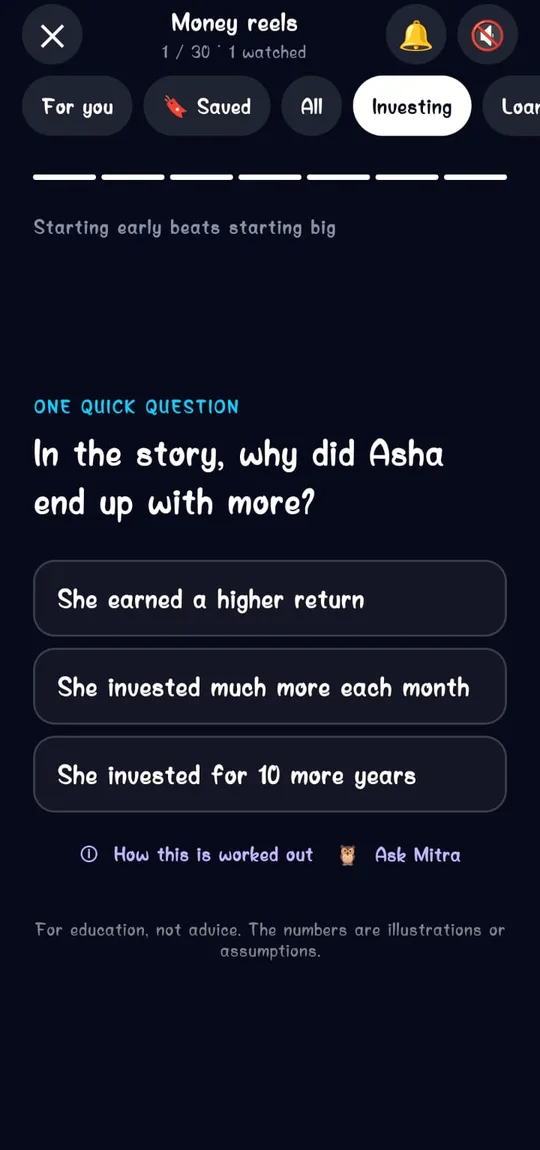 Money reels
1 / 30 · 1 watched
For you
Saved
All
Investing
Loan
Starting early beats starting big
ONE QUICK QUESTION
In the story, why did Asha
end up with more?
She earned a higher return
She invested much more each month
She invested for 10 more years
How this is worked out
Ask Mitra
For education, not advice. The numbers are illustrations or
assumptions.